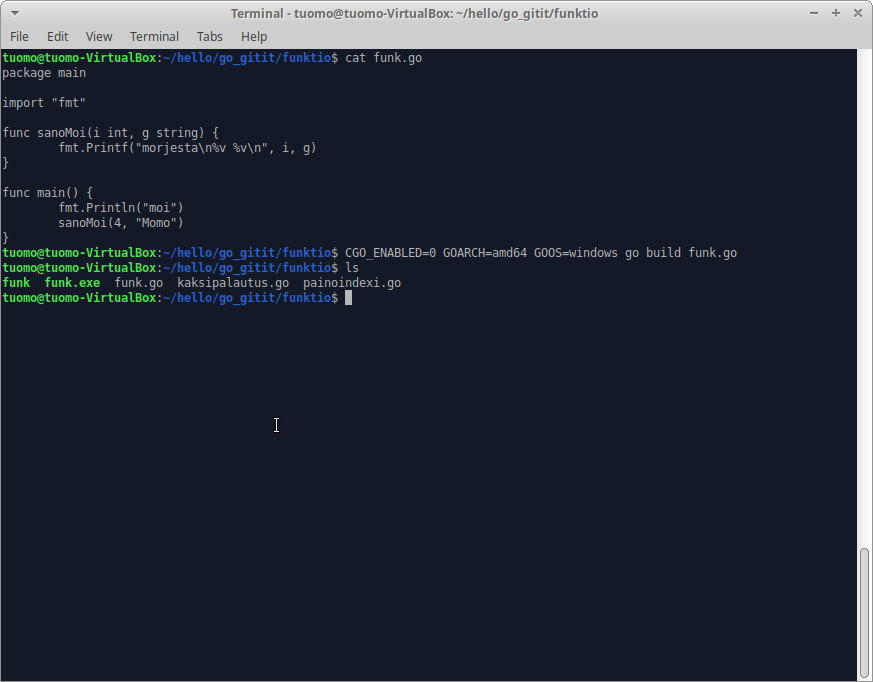 Terminal - tuomo@tuomo-VirtualBox: ~/hello/go_gitit/funktio
File Edit View Terminal Tabs Help
tuomo@tuomo-VirtualBox:~/hello/go_gitit/funktio$ cat funk.go
package main
import "fmt"
func sanoMoi(i int, g string) {
        fmt.Printf("morjesta\n%v %v\n", i, g)
}
func main() {
        fmt.Println("moi")
        sanoMoi(4, "Momo")
}
tuomo@tuomo-VirtualBox:~/hello/go_gitit/funktio$ CGO_ENABLED=0 GOARCH=amd64 GOOS=windows go build funk.go
tuomo@tuomo-VirtualBox:~/hello/go_gitit/funktio$ ls
funk  funk.exe  funk.go  kaksipalautus.go  painoindexi.go
tuomo@tuomo-VirtualBox:~/hello/go_gitit/funktio$